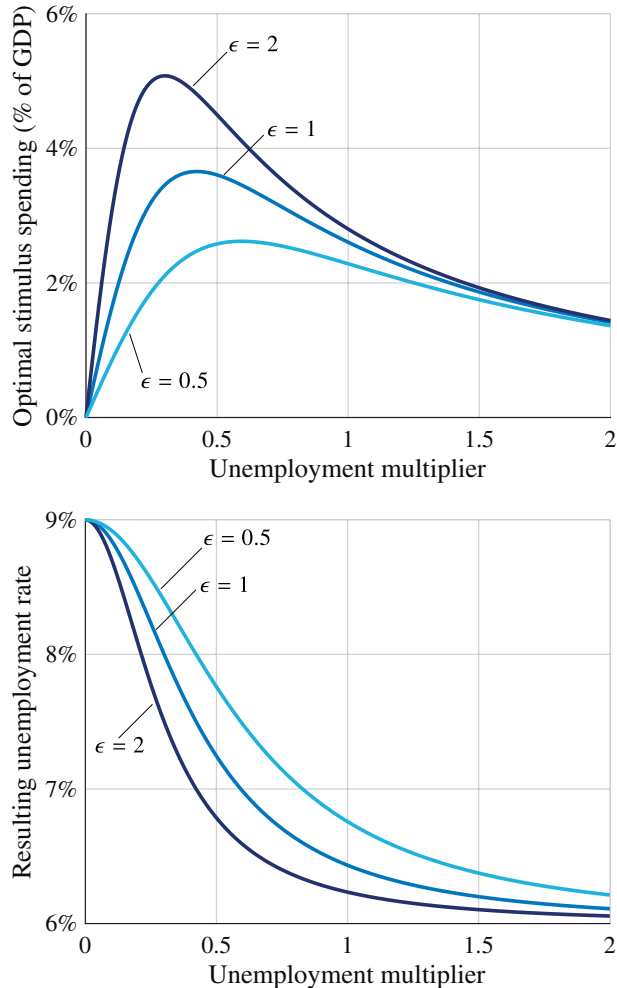 Optimal stimulus spending (% of GDP)
6%
4%
2%
0%
ϵ = 2
ϵ = 1
ϵ = 0.5
0
0.5
1
1.5
2
Unemployment multiplier
Resulting unemployment rate
9%
8%
7%
6%
ϵ = 0.5
ϵ = 1
ϵ = 2
0
0.5
1
1.5
2
Unemployment multiplier